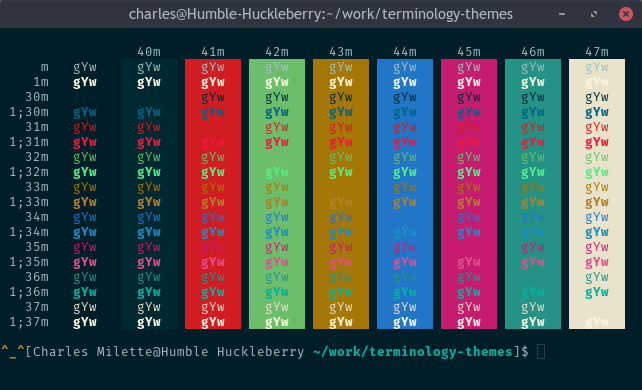 charles@Humble-Huckleberry:~/work/terminology-themes
40m 41m 42m 43m 44m 45m 46m 47m
m gYw gYw gYw gYw gYw gYw gYw gYw gYw
1m gYw gYw gYw gYw gYw gYw gYw gYw gYw
30m gYw gYw gYw gYw gYw gYw gYw
1;30m gYw gYw gYw gYw gYw gYw gYw gYw gYw
31m gYw gYw gYw gYw gYw gYw gYw gYw
1;31m gYw gYw gYw gYw gYw gYw gYw gYw gYw
32m gYw gYw gYw gYw gYw gYw gYw gYw
1;32m gYw gYw gYw gYw gYw gYw gYw gYw gYw
33m gYw gYw gYw gYw gYw gYw gYw gYw
1;33m gYw gYw gYw gYw gYw gYw gYw gYw gYw
34m gYw gYw gYw gYw gYw gYw gYw gYw
1;34m gYw gYw gYw gYw gYw gYw gYw gYw gYw
35m gYw gYw gYw gYw gYw gYw gYw gYw
1;35m gYw gYw gYw gYw gYw gYw gYw gYw gYw
36m gYw gYw gYw gYw gYw gYw gYw gYw
1;36m gYw gYw gYw gYw gYw gYw gYw gYw gYw
37m gYw gYw gYw gYw gYw gYw gYw gYw
1;37m gYw gYw gYw gYw gYw gYw gYw gYw gYw
^_^[Charles Milette@Humble Huckleberry ~/work/terminology-themes]$